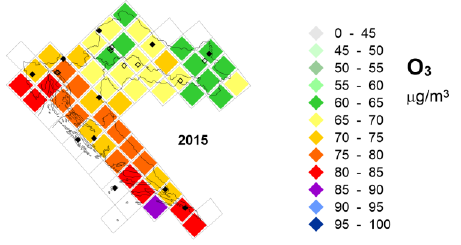 2015
0 - 45
45 - 50
50 - 55
55 - 60
60 - 65
65 - 70
70 - 75
75 - 80
80 - 85
85 - 90
90 - 95
95 - 100
O₃
µg/m³